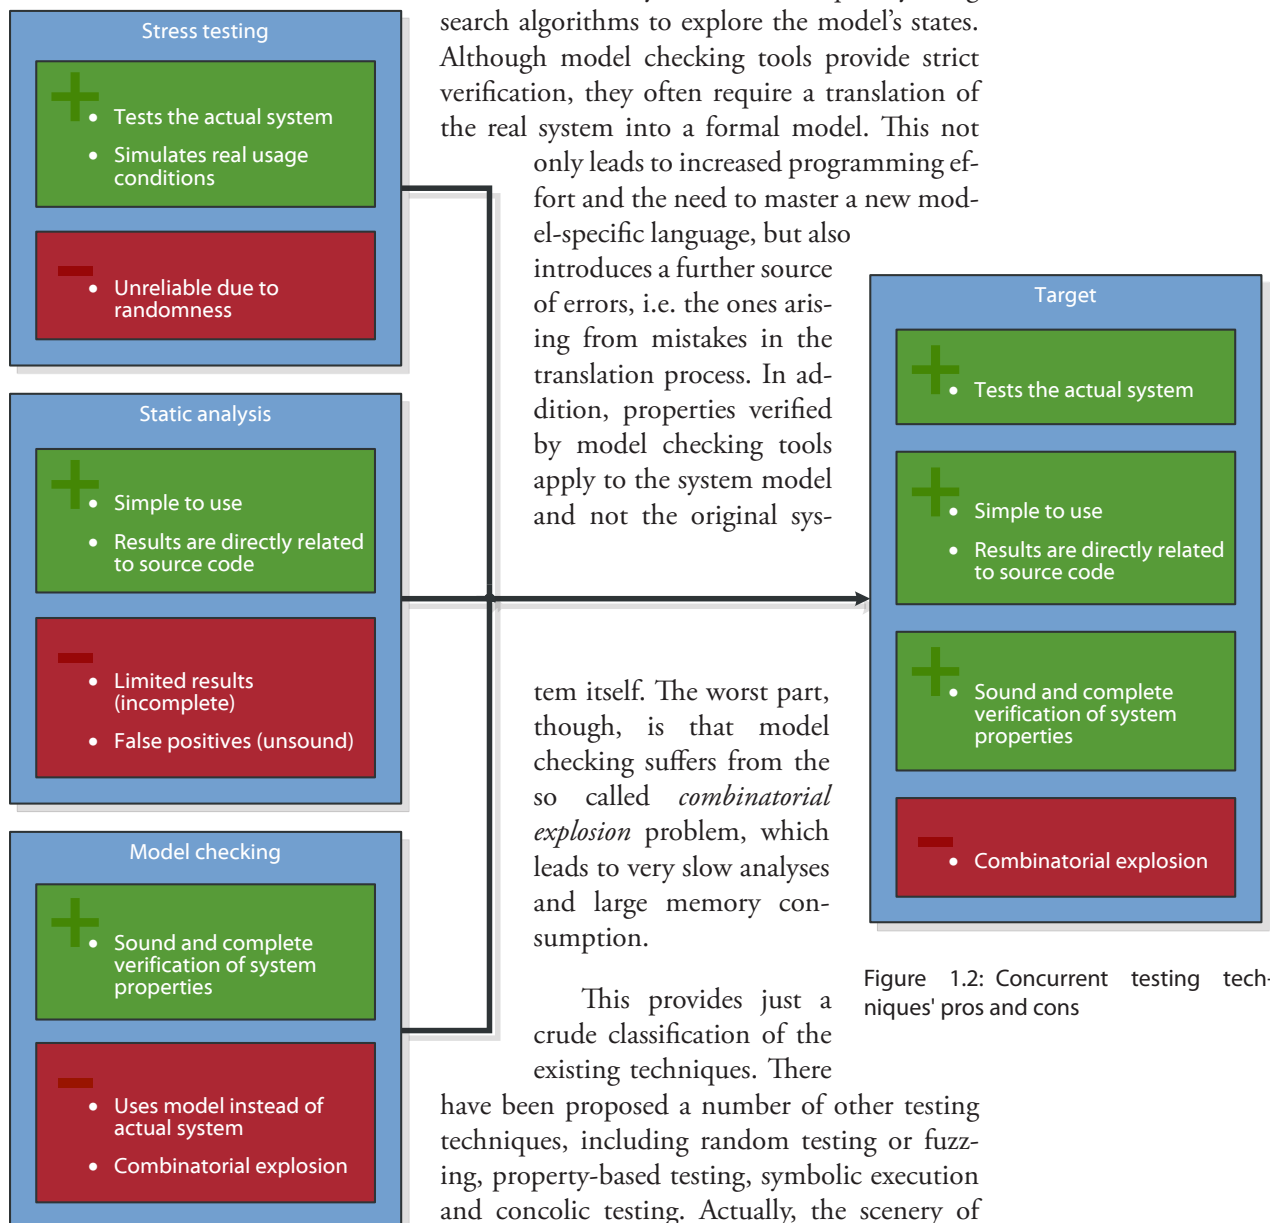 Stress testing
Tests the actual system
Simulates real usage
conditions
Unreliable due to
randomness
Static analysis
Simple to use
Results are directly related
to source code
Limited results
(incomplete)
False positives (unsound)
Model checking
Sound and complete
verification of system
properties
Uses model instead of
actual system
Combinatorial explosion
search algorithms to explore the model’s states.
Although model checking tools provide strict
verification, they often require a translation of
the real system into a formal model. This not
only leads to increased programming ef-
fort and the need to master a new mod-
el-specific language, but also
introduces a further source
of errors, i.e. the ones aris-
ing from mistakes in the
translation process. In ad-
dition, properties verified
by model checking tools
apply to the system model
and not the original sys-
tem itself. The worst part,
though, is that model
checking suffers from the
so called combinatorial
explosion problem, which
leads to very slow analyses
and large memory con-
sumption.
This provides just a
crude classification of the
existing techniques. There
have been proposed a number of other testing
techniques, including random testing or fuzz-
ing, property-based testing, symbolic execution
and concolic testing. Actually, the scenery of
Target
Tests the actual system
Simple to use
Results are directly related
to source code
Sound and complete
verification of system
properties
Combinatorial explosion
Figure 1.2: Concurrent testing tech-
niques' pros and cons